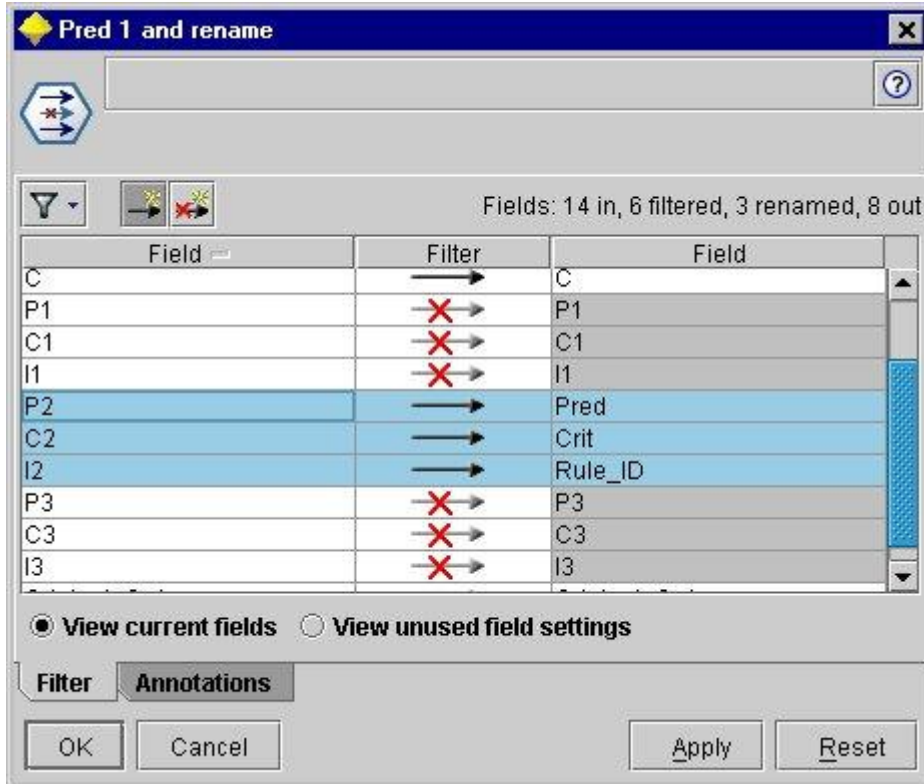 Pred 1 and rename
Fields: 14 in, 6 filtered, 3 renamed, 8 out
Field Filter Field
C C
P1 P1
C1 C1
I1 I1
P2 Pred
C2 Crit
I2 Rule_ID
P3 P3
C3 C3
I3 I3
View current fields View unused field settings
Filter Annotations
OK Cancel Apply Reset